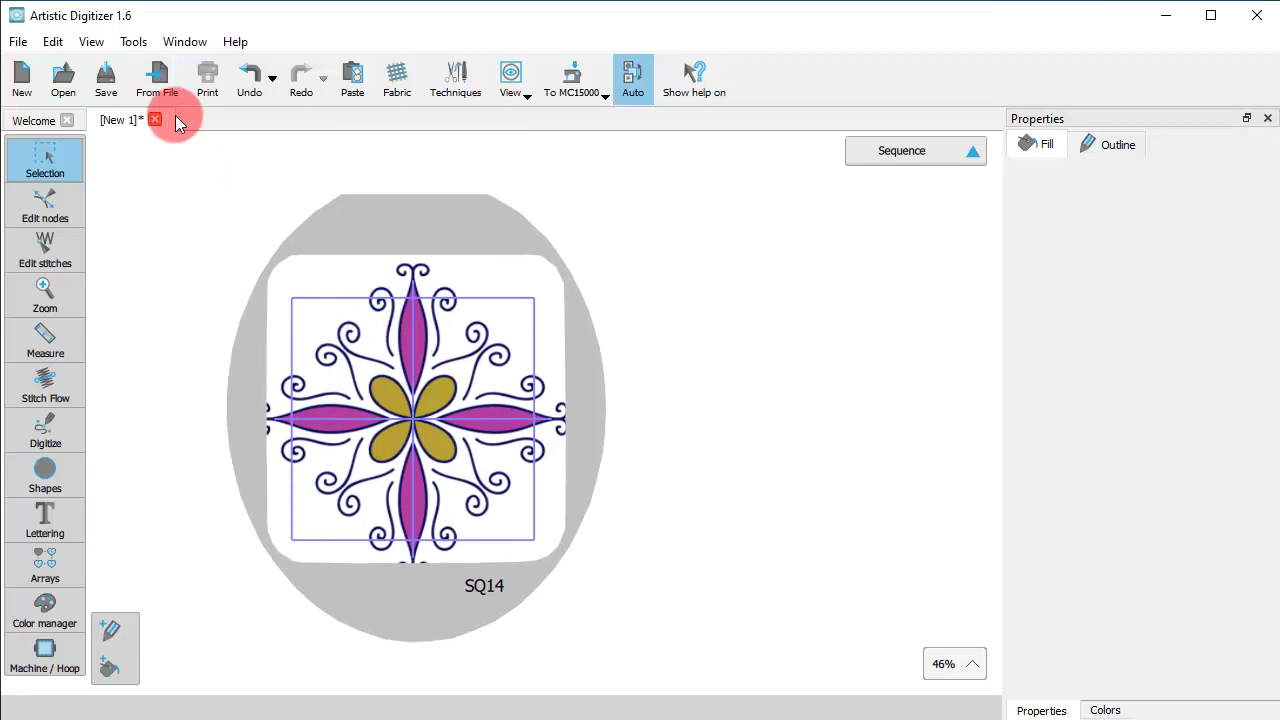 Artistic Digitizer 1.6
File Edit View Tools Window Help
New Open Save From File Print Undo Redo Paste Fabric Techniques View To MC15000 Auto Show help on
Welcome [New 1]* Properties
Fill Outline
Sequence
Selection
Edit nodes
Edit stitches
Zoom
Measure
Stitch Flow
Digitize
Shapes
Lettering
Arrays
Color manager
Machine / Hoop
SQ14
46%
Properties Colors